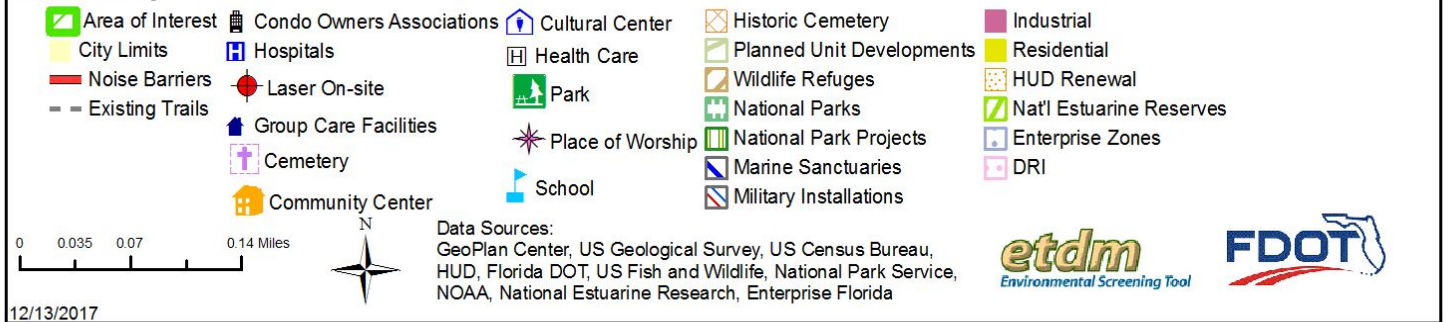 Area of Interest
City Limits
Noise Barriers
Existing Trails
Condo Owners Associations
H Hospitals
Laser On-site
Group Care Facilities
Cemetery
Community Center
Cultural Center
H Health Care
Park
Place of Worship
School
Historic Cemetery
Planned Unit Developments
Wildlife Refuges
National Parks
National Park Projects
Marine Sanctuaries
Military Installations
Industrial
Residential
HUD Renewal
Nat'l Estuarine Reserves
Enterprise Zones
DRI
0 0.035 0.07 0.14 Miles
N
Data Sources:
GeoPlan Center, US Geological Survey, US Census Bureau,
HUD, Florida DOT, US Fish and Wildlife, National Park Service,
NOAA, National Estuarine Research, Enterprise Florida
etdm
Environmental Screening Tool
FDOT
12/13/2017